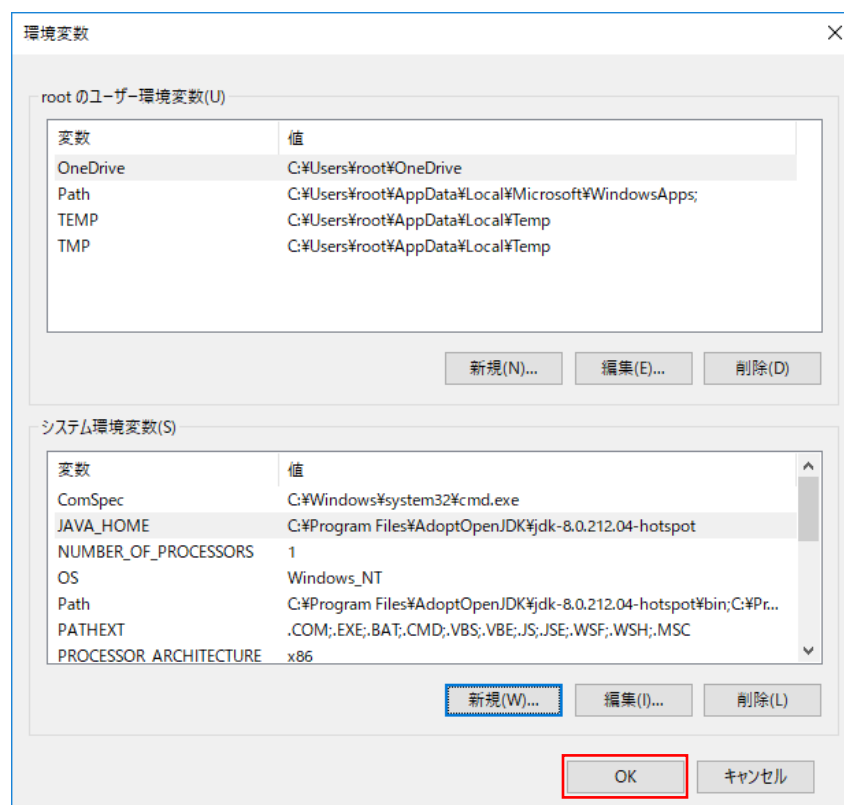 環境変数
root のユーザー環境変数(U)
変数 値
OneDrive C:¥Users¥root¥OneDrive
Path C:¥Users¥root¥AppData¥Local¥Microsoft¥WindowsApps;
TEMP C:¥Users¥root¥AppData¥Local¥Temp
TMP C:¥Users¥root¥AppData¥Local¥Temp
新規(N)... 編集(E)... 削除(D)
システム環境変数(S)
変数 値
ComSpec C:¥Windows¥system32¥cmd.exe
JAVA_HOME C:¥Program Files¥AdoptOpenJDK¥jdk-8.0.212.04-hotspot
NUMBER_OF_PROCESSORS 1
OS Windows_NT
Path C:¥Program Files¥AdoptOpenJDK¥jdk-8.0.212.04-hotspot¥bin;C:¥Pr...
PATHEXT .COM;.EXE;.BAT;.CMD;.VBS;.VBE;.JS;.JSE;.WSF;.WSH;.MSC
PROCESSOR_ARCHITECTURE x86
新規(W)... 編集(I)... 削除(L)
OK キャンセル